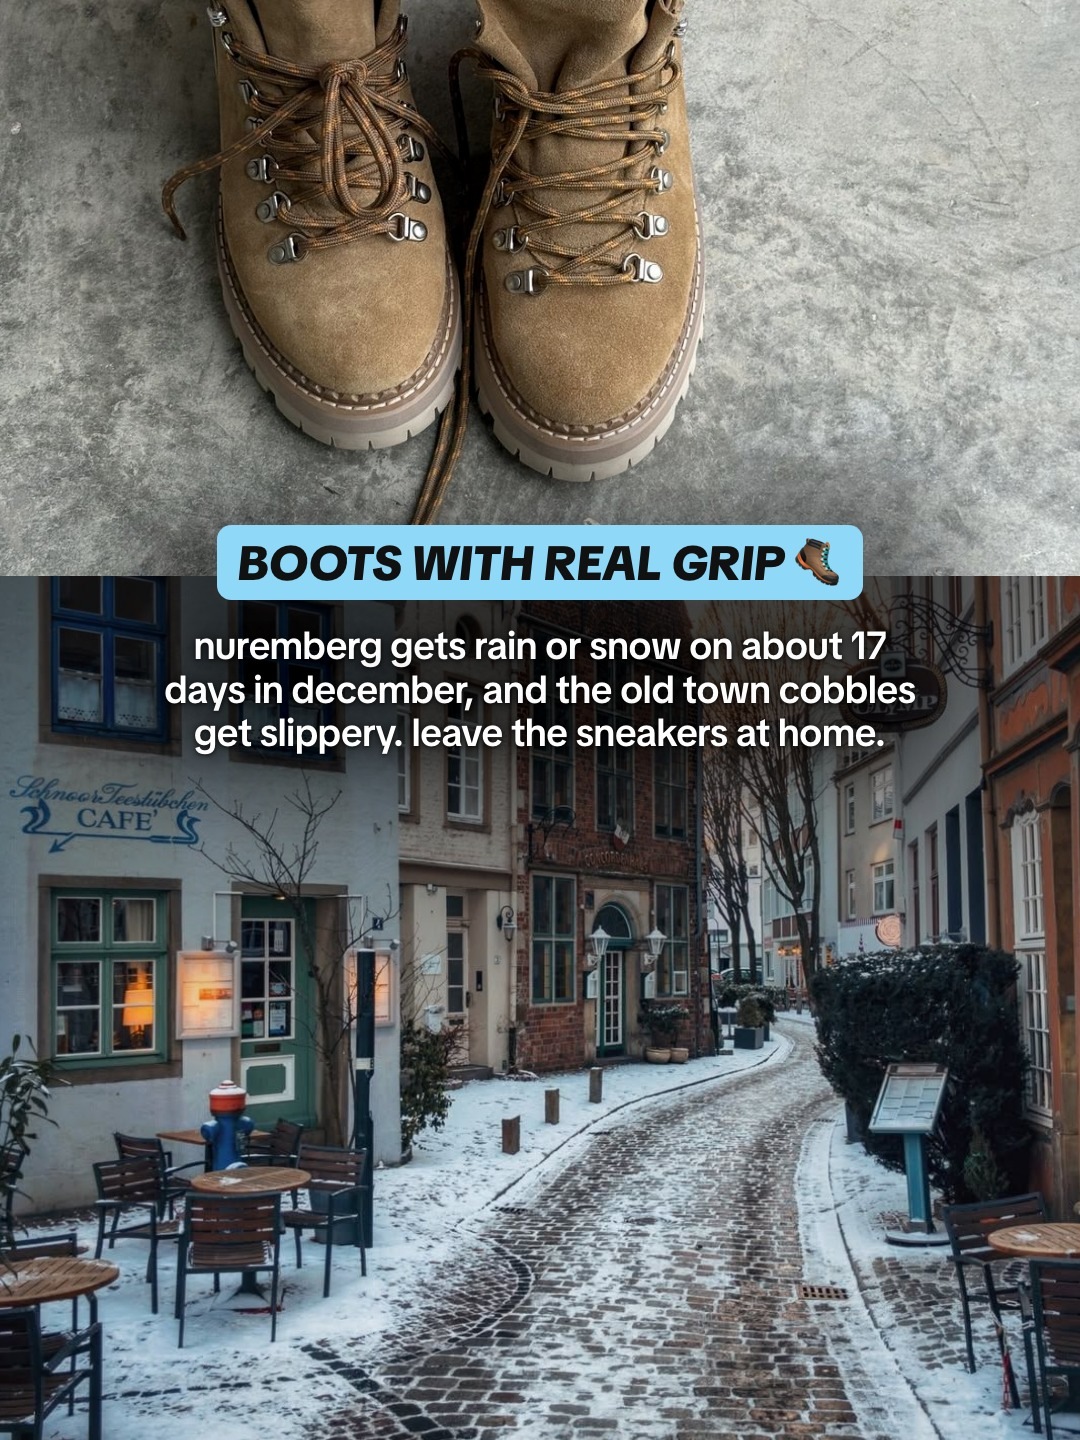 BOOTS WITH REAL GRIP 🥾
nuremberg gets rain or snow on about 17
days in december, and the old town cobbles
get slippery. leave the sneakers at home.
Schnoor Teestübchen
CAFE'
CONCORDENHAUS